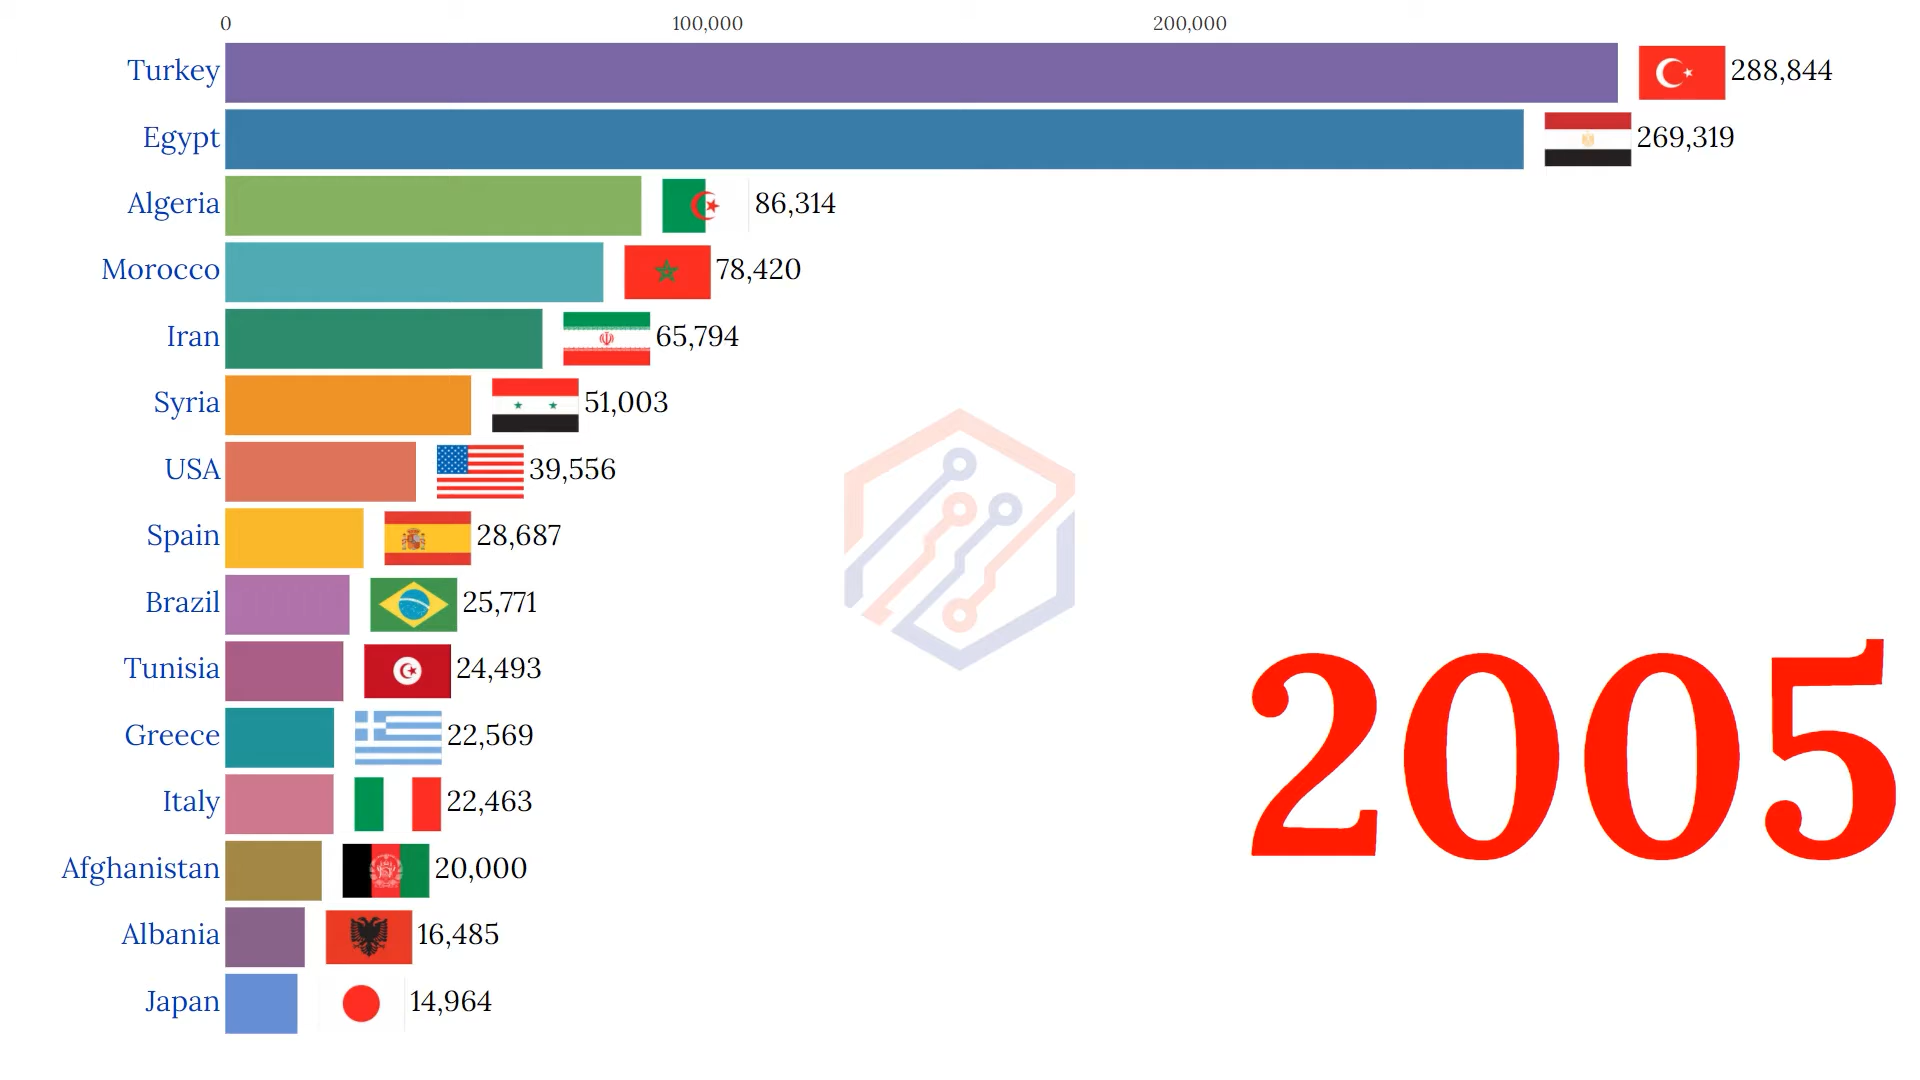 0 100,000 200,000
Turkey 288,844
Egypt 269,319
Algeria 86,314
Morocco 78,420
Iran 65,794
Syria 51,003
USA 39,556
Spain 28,687
Brazil 25,771
Tunisia 24,493
Greece 22,569
Italy 22,463
Afghanistan 20,000
Albania 16,485
Japan 14,964
2005